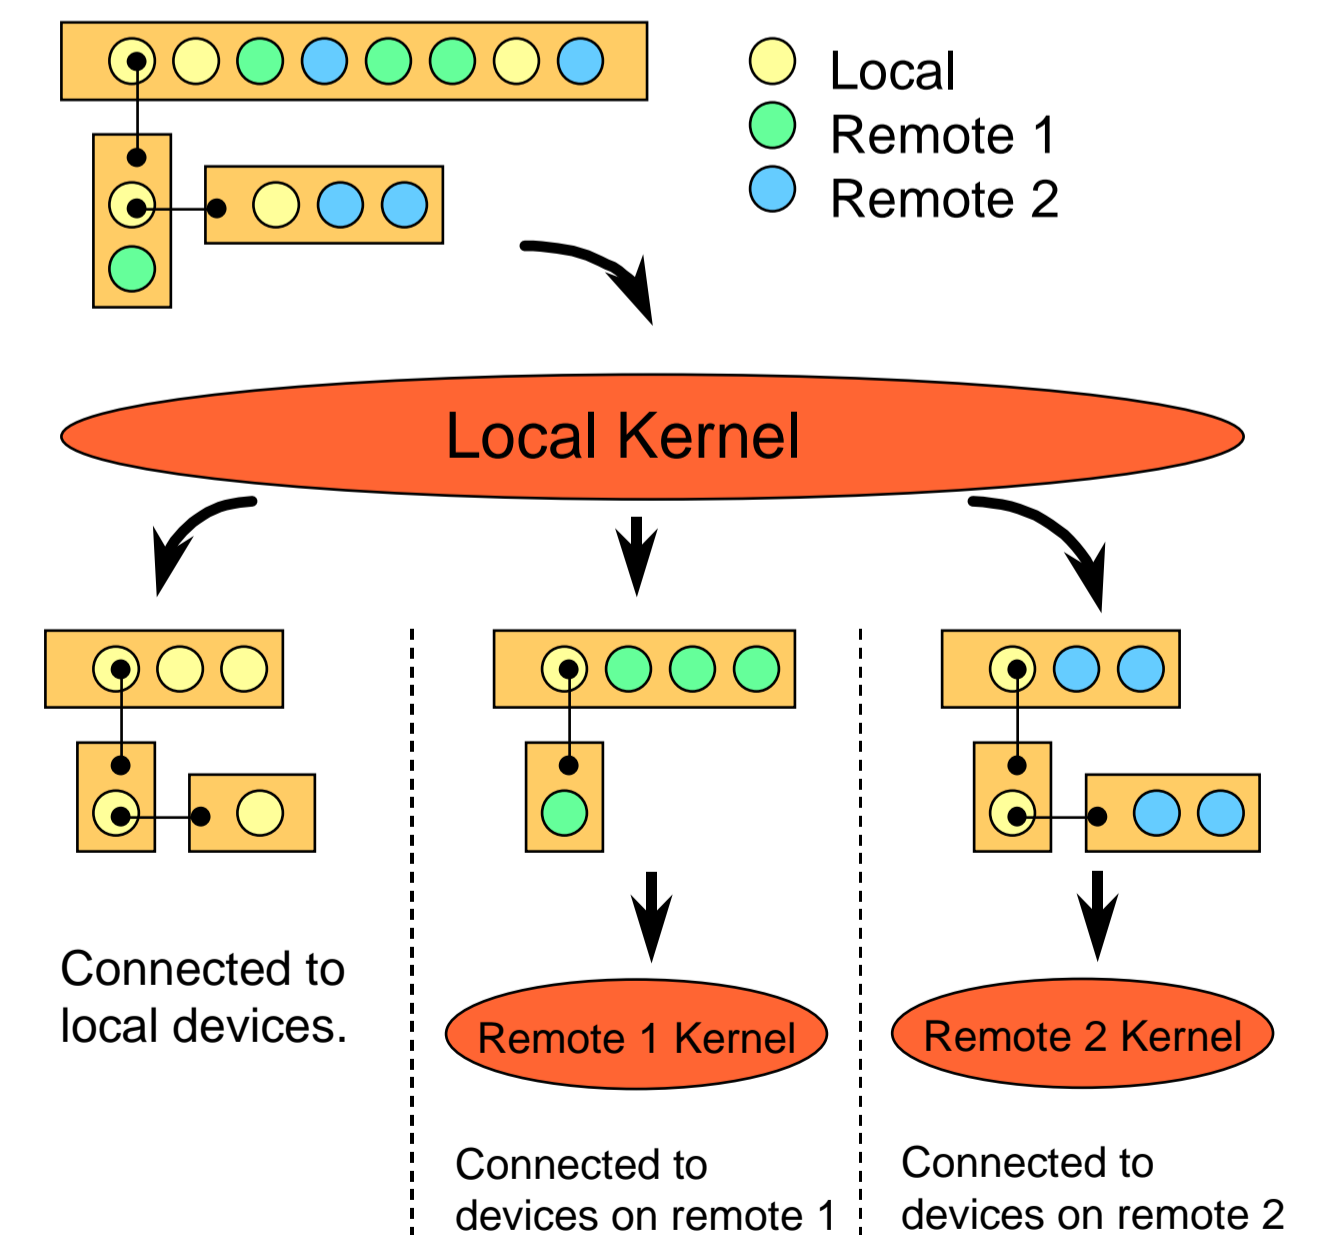 Local
Remote 1
Remote 2
Local Kernel
Connected to
local devices.
Remote 1 Kernel
Connected to
devices on remote 1
Remote 2 Kernel
Connected to
devices on remote 2